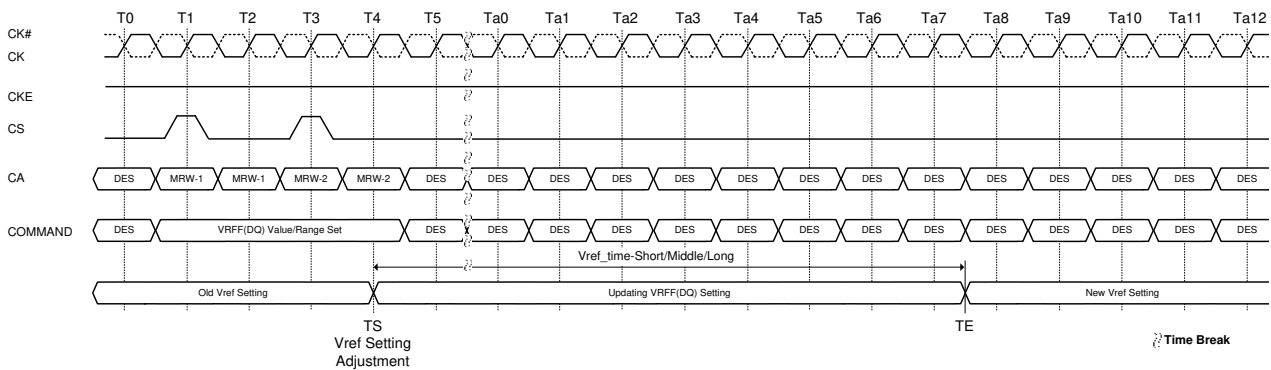 T0 T1 T2 T3 T4 T5 Ta0 Ta1 Ta2 Ta3 Ta4 Ta5 Ta6 Ta7 Ta8 Ta9 Ta10 Ta11 Ta12
CK#
CK
CKE
CS
CA DES MRW-1 MRW-1 MRW-2 MRW-2 DES DES DES DES DES DES DES DES DES DES DES DES DES DES
COMMAND DES VRFF(DQ) Value/Range Set DES DES DES DES DES DES DES DES DES DES DES DES DES DES
Vref_time-Short/Middle/Long
Old Vref Setting Updating VRFF(DQ) Setting New Vref Setting
TS TE
Vref Setting
Adjustment
Time Break